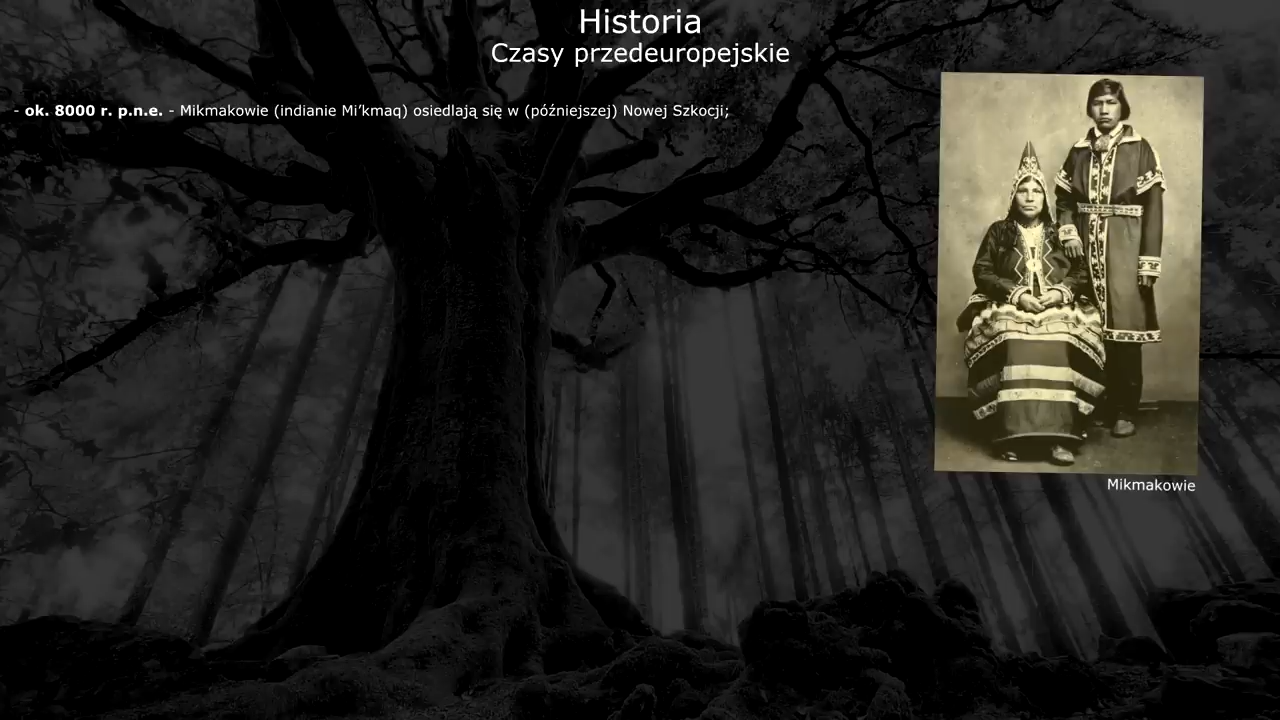 Historia
Czasy przedeuropejskie
- ok. 8000 r. p.n.e. - Mikmakowie (indianie Mi’kmaq) osiedlają się w (późniejszej) Nowej Szkocji;
Mikmakowie